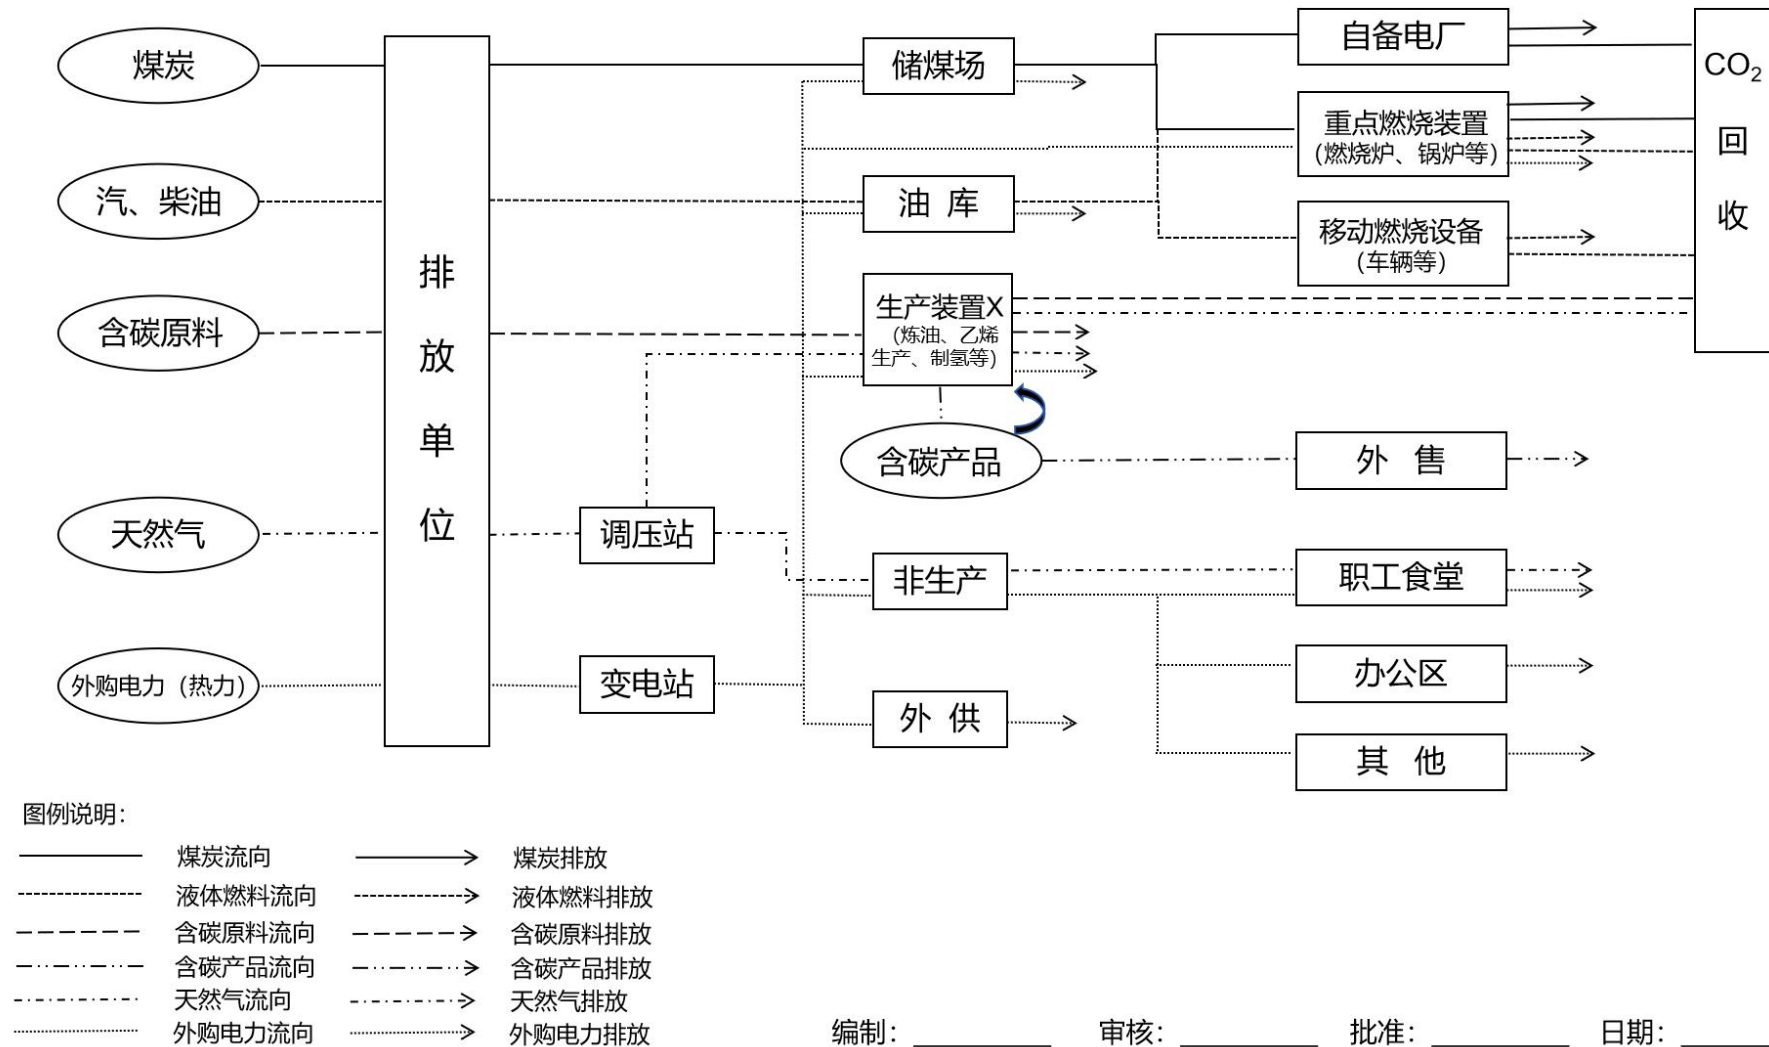 煤炭
汽、柴油
含碳原料
天然气
外购电力（热力）
排
放
单
位
调压站
变电站
储煤场
油 库
生产装置X
（炼油、乙烯
生产、制氢等）
含碳产品
非生产
外 供
自备电厂
重点燃烧装置
（燃烧炉、锅炉等）
移动燃烧设备
（车辆等）
外 售
职工食堂
办公区
其 他
CO₂
回
收
图例说明：
煤炭流向 煤炭排放
液体燃料流向 液体燃料排放
含碳原料流向 含碳原料排放
含碳产品流向 含碳产品排放
天然气流向 天然气排放
外购电力流向 外购电力排放
编制： 审核： 批准： 日期：